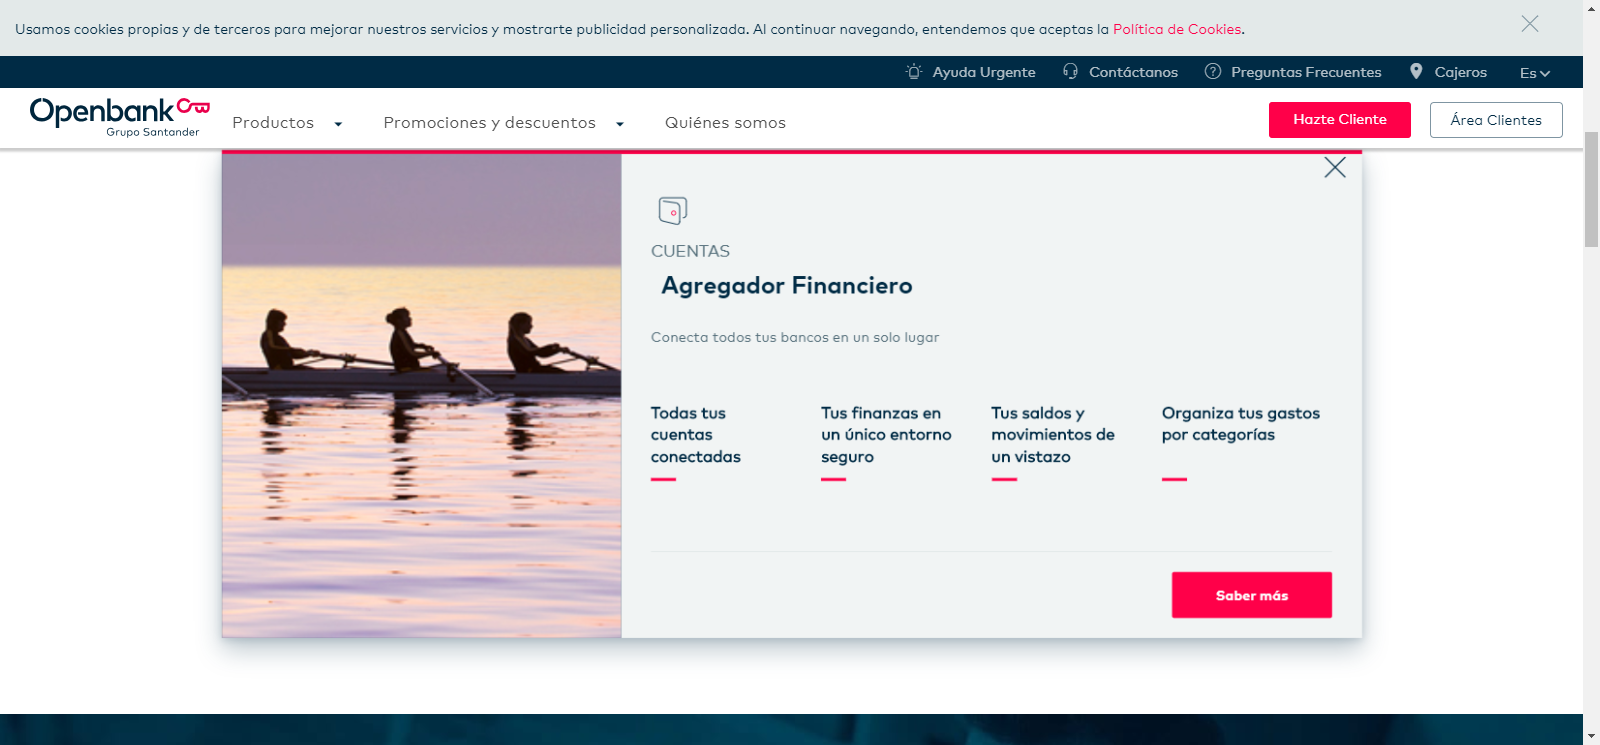 Usamos cookies propias y de terceros para mejorar nuestros servicios y mostrarte publicidad personalizada. Al continuar navegando, entendemos que aceptas la Política de Cookies.
Ayuda Urgente
Contáctanos
Preguntas Frecuentes
Cajeros
Es
Openbank
Grupo Santander
Productos
Promociones y descuentos
Quiénes somos
Hazte Cliente
Área Clientes
CUENTAS
Agregador Financiero
Conecta todos tus bancos en un solo lugar
Todas tus
cuentas
conectadas
Tus finanzas en
un único entorno
seguro
Tus saldos y
movimientos de
un vistazo
Organiza tus gastos
por categorías
Saber más